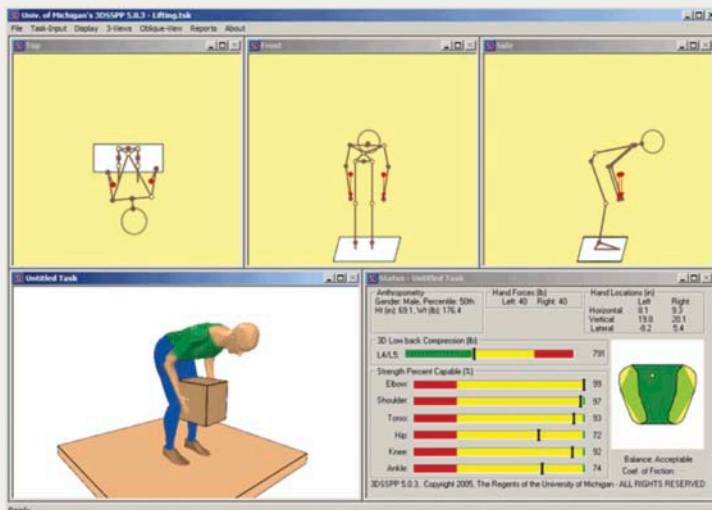 Univ. of Michigan's 3DSSPP 5.0.3 - Lifting.tsk
File Task-Input Display 3-Views Oblique-View Reports About
Top
Front
Side
Untitled Task
Status - Untitled Task
Anthropometry
Gender: Male, Percentile: 50th
Ht (in): 69.1, Wt (lb): 176.4
Hand Forces (lb)
Left: 40 Right: 40
Hand Locations (in)
Left Right
Horizontal: 8.1 9.3
Vertical: 19.8 20.1
Lateral: -8.2 5.4
3D Low back Compression (lb)
L4/L5: 791
Strength Percent Capable (%)
Elbow: 99
Shoulder: 97
Torso: 93
Hip: 72
Knee: 92
Ankle: 74
Balance: Acceptable
Coef. of Friction:
3DSSPP 5.0.3, Copyright 2005, The Regents of the University of Michigan - ALL RIGHTS RESERVED